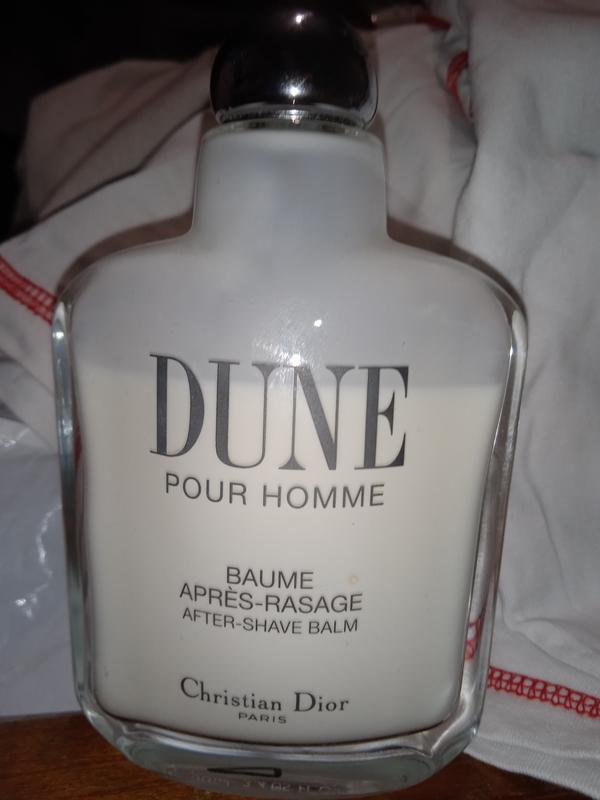 DUNE
POUR HOMME
BAUME
APRÈS-RASAGE
AFTER-SHAVE BALM
Christian Dior
PARIS